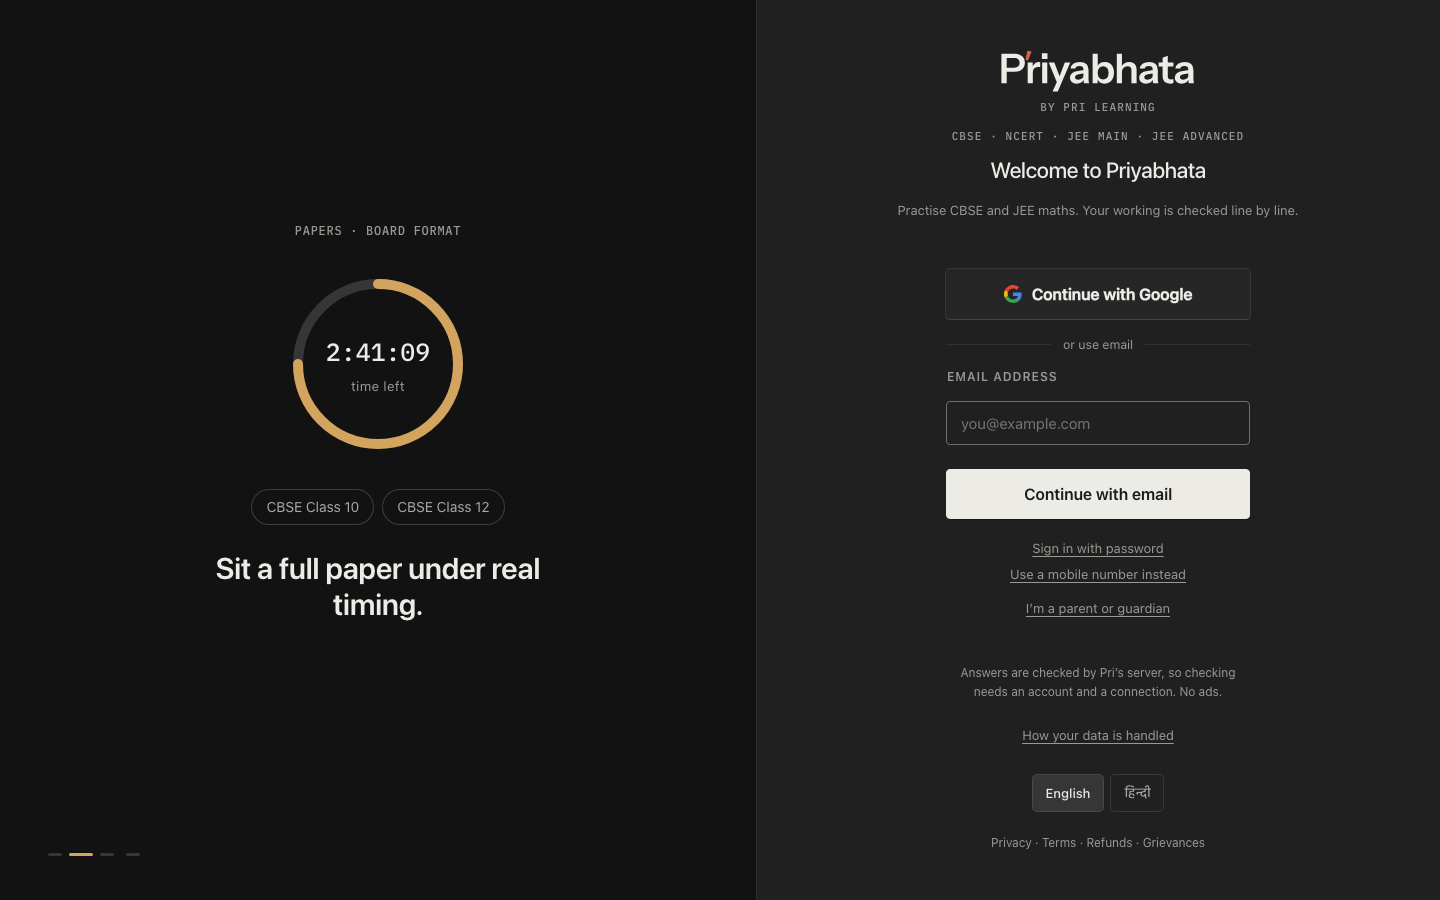 PAPERS · BOARD FORMAT
2:41:09
time left
CBSE Class 10
CBSE Class 12
Sit a full paper under real
timing.
Priyabhata
BY PRI LEARNING
CBSE · NCERT · JEE MAIN · JEE ADVANCED
Welcome to Priyabhata
Practise CBSE and JEE maths. Your working is checked line by line.
Continue with Google
or use email
EMAIL ADDRESS
you@example.com
Continue with email
Sign in with password
Use a mobile number instead
I’m a parent or guardian
Answers are checked by Pri’s server, so checking
needs an account and a connection. No ads.
How your data is handled
English
हिन्दी
Privacy · Terms · Refunds · Grievances